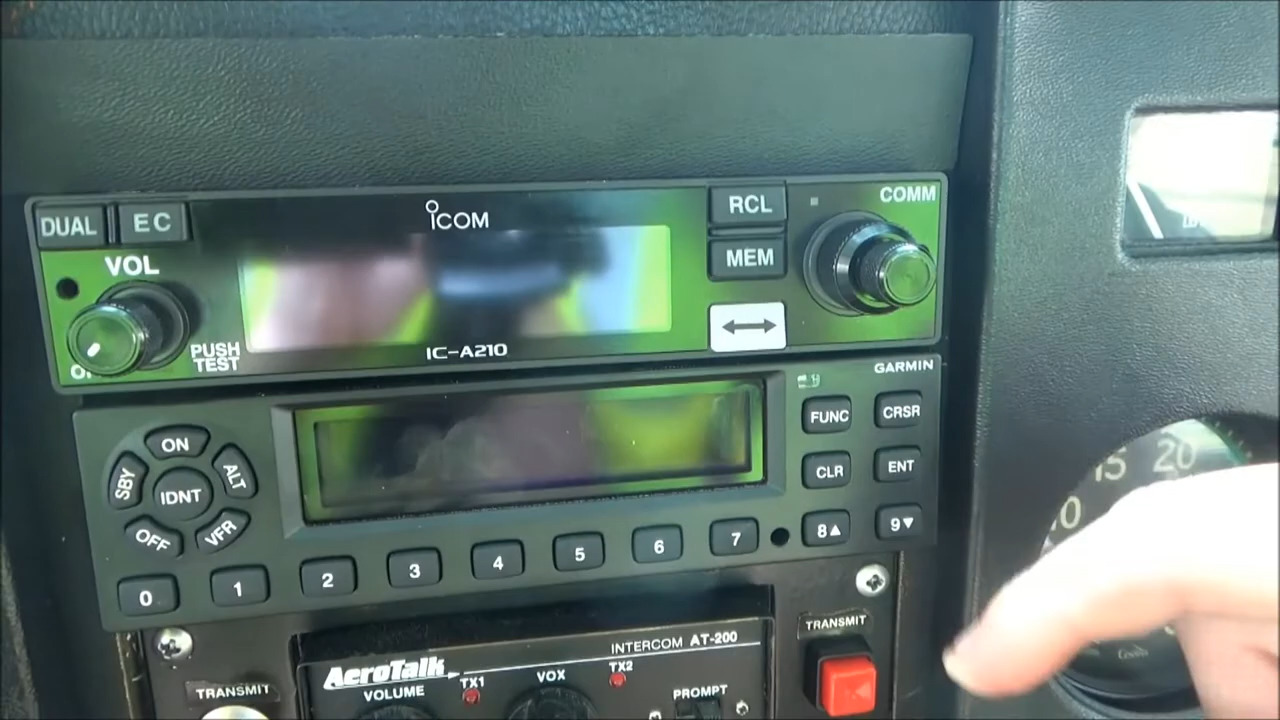 DUAL
EC
ICOM
RCL
COMM
VOL
MEM
PUSH
TEST
IC-A210
GARMIN
ON
FUNC
CRSR
SBY
ALT
IDNT
CLR
ENT
OFF
VFR
0
1
2
3
4
5
6
7
8▲
9▼
15
20
10
TRANSMIT
INTERCOM AT-200
AeroTalk
TX1
VOX
TX2
VOLUME
PROMPT
TRANSMIT